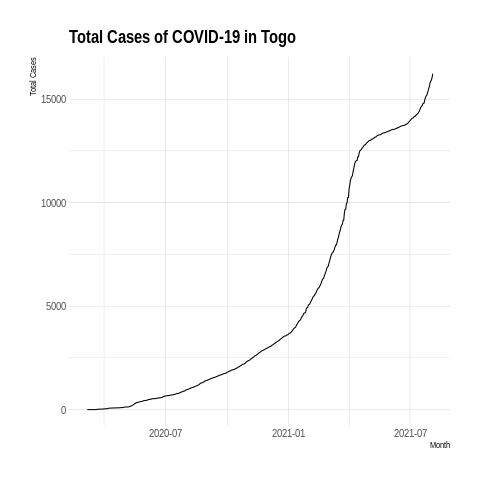 Total Cases of COVID-19 in Togo
Total Cases
15000
10000
5000
0
2020-07
2021-01
2021-07
Month